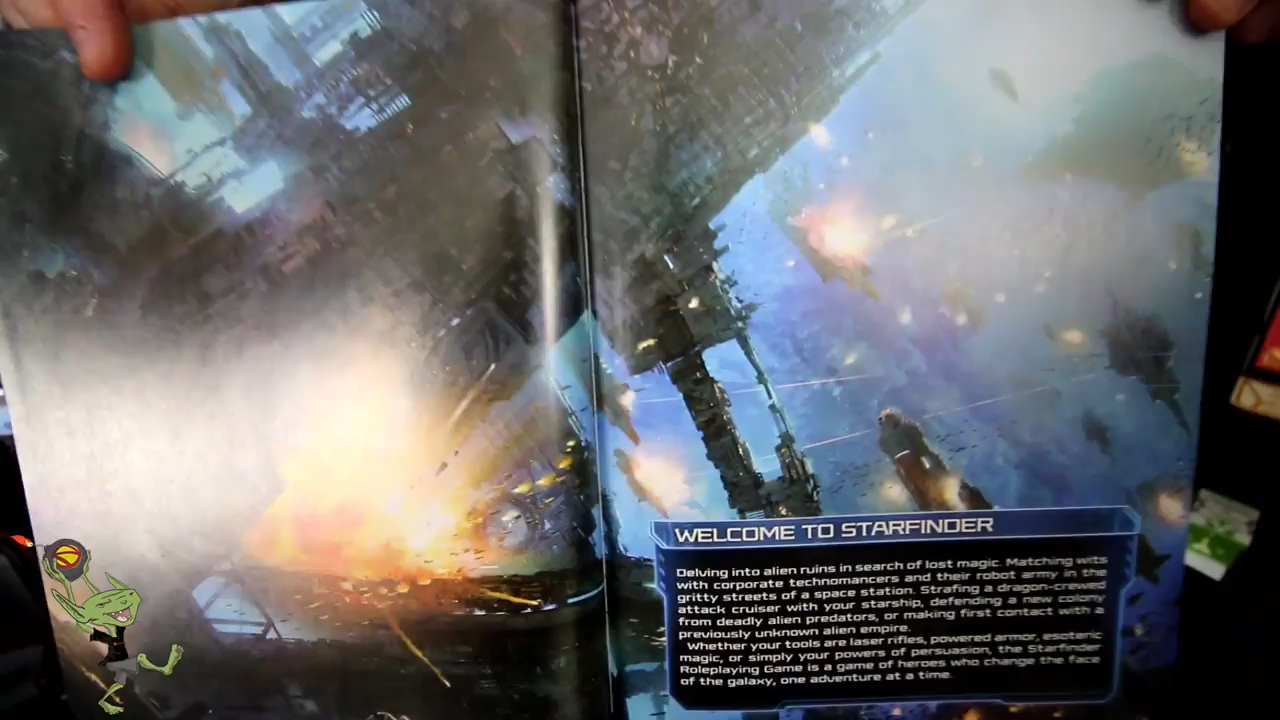 WELCOME TO STARFINDER
Delving into alien ruins in search of lost magic. Matching wits
with corporate technomancers and their robot army in the
gritty streets of a space station. Strafing a dragon-crewed
attack cruiser with your starship, defending a new colony
from deadly alien predators, or making first contact with a
previously unknown alien empire.
Whether your tools are laser rifles, powered armor, esoteric
magic, or simply your powers of persuasion, the Starfinder
Roleplaying Game is a game of heroes who change the face
of the galaxy, one adventure at a time.